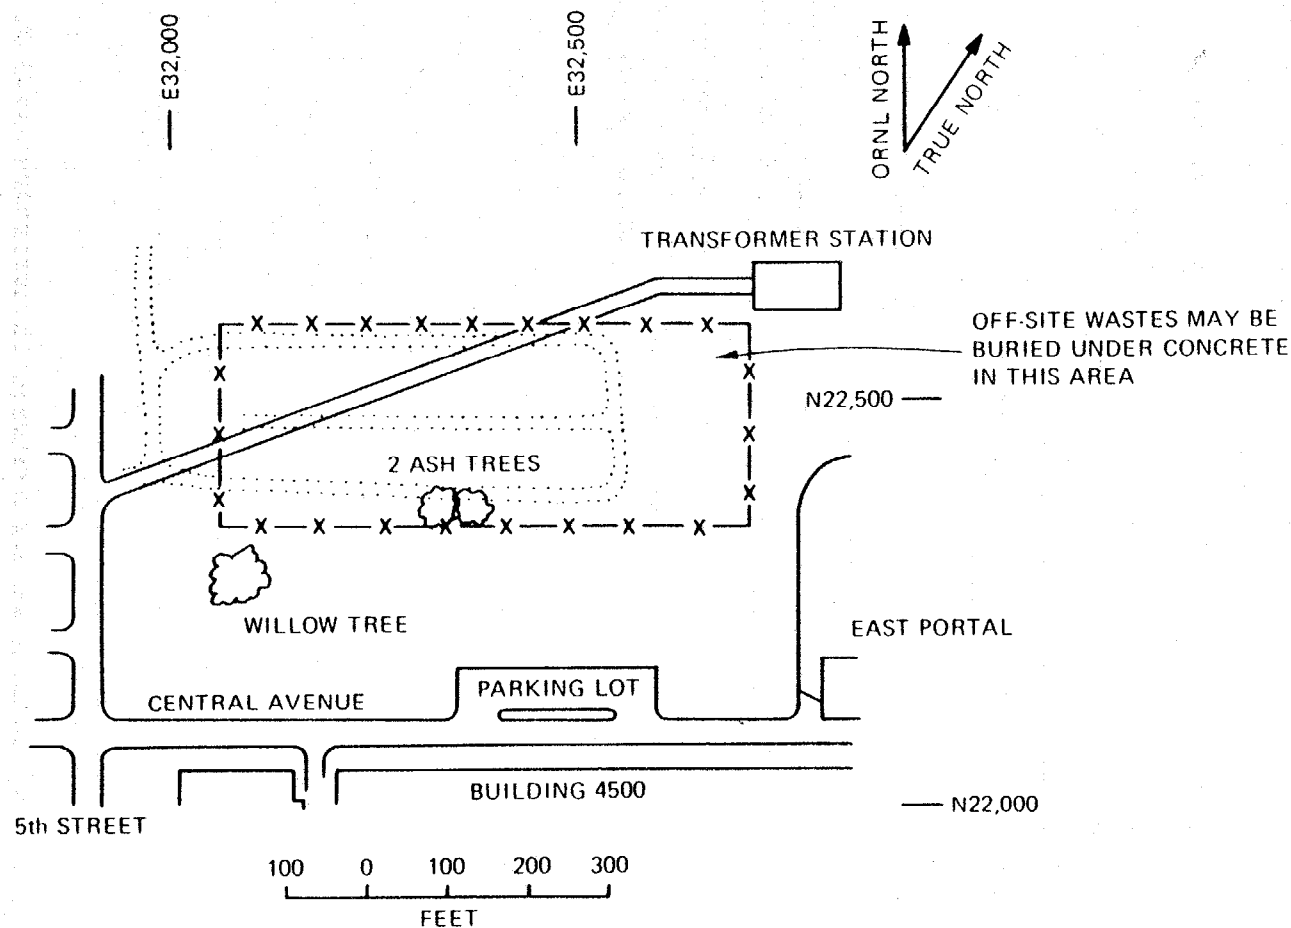 E32,000
E32,500
ORNL NORTH
TRUE NORTH
TRANSFORMER STATION
OFF-SITE WASTES MAY BE
BURIED UNDER CONCRETE
IN THIS AREA
N22,500
2 ASH TREES
WILLOW TREE
EAST PORTAL
PARKING LOT
CENTRAL AVENUE
BUILDING 4500
N22,000
5th STREET
100 0 100 200 300
FEET